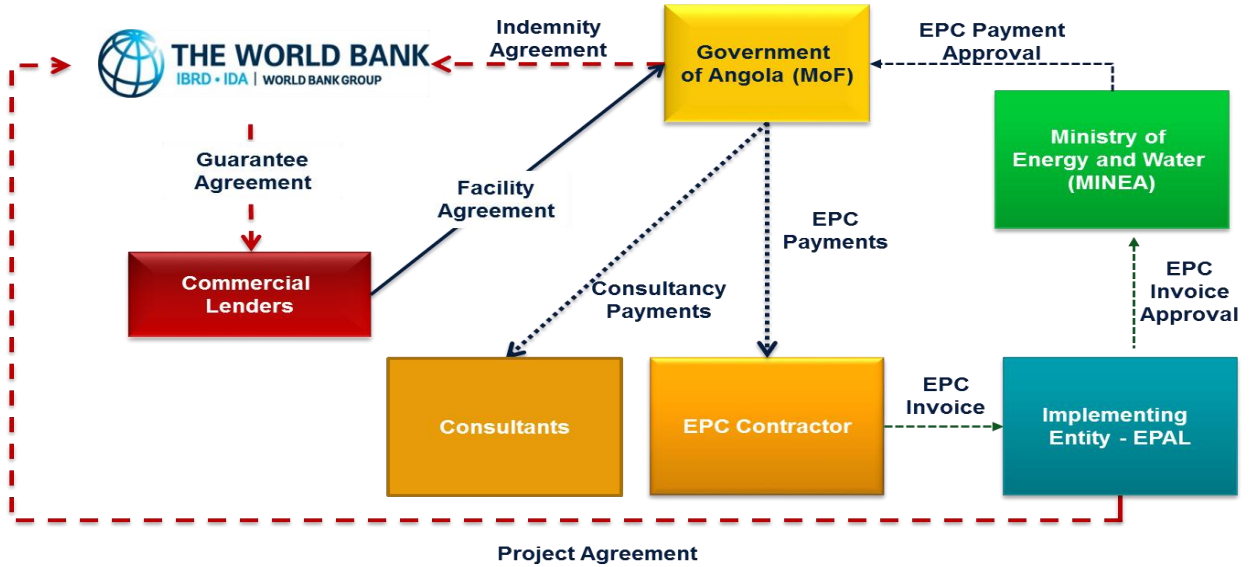 THE WORLD BANK
IBRD • IDA | WORLD BANK GROUP
Indemnity
Agreement
Government
of Angola (MoF)
EPC Payment
Approval
Ministry of
Energy and Water
(MINEA)
Guarantee
Agreement
Facility
Agreement
EPC
Payments
Commercial
Lenders
Consultancy
Payments
EPC
Invoice
Approval
Consultants
EPC Contractor
EPC
Invoice
Implementing
Entity - EPAL
Project Agreement